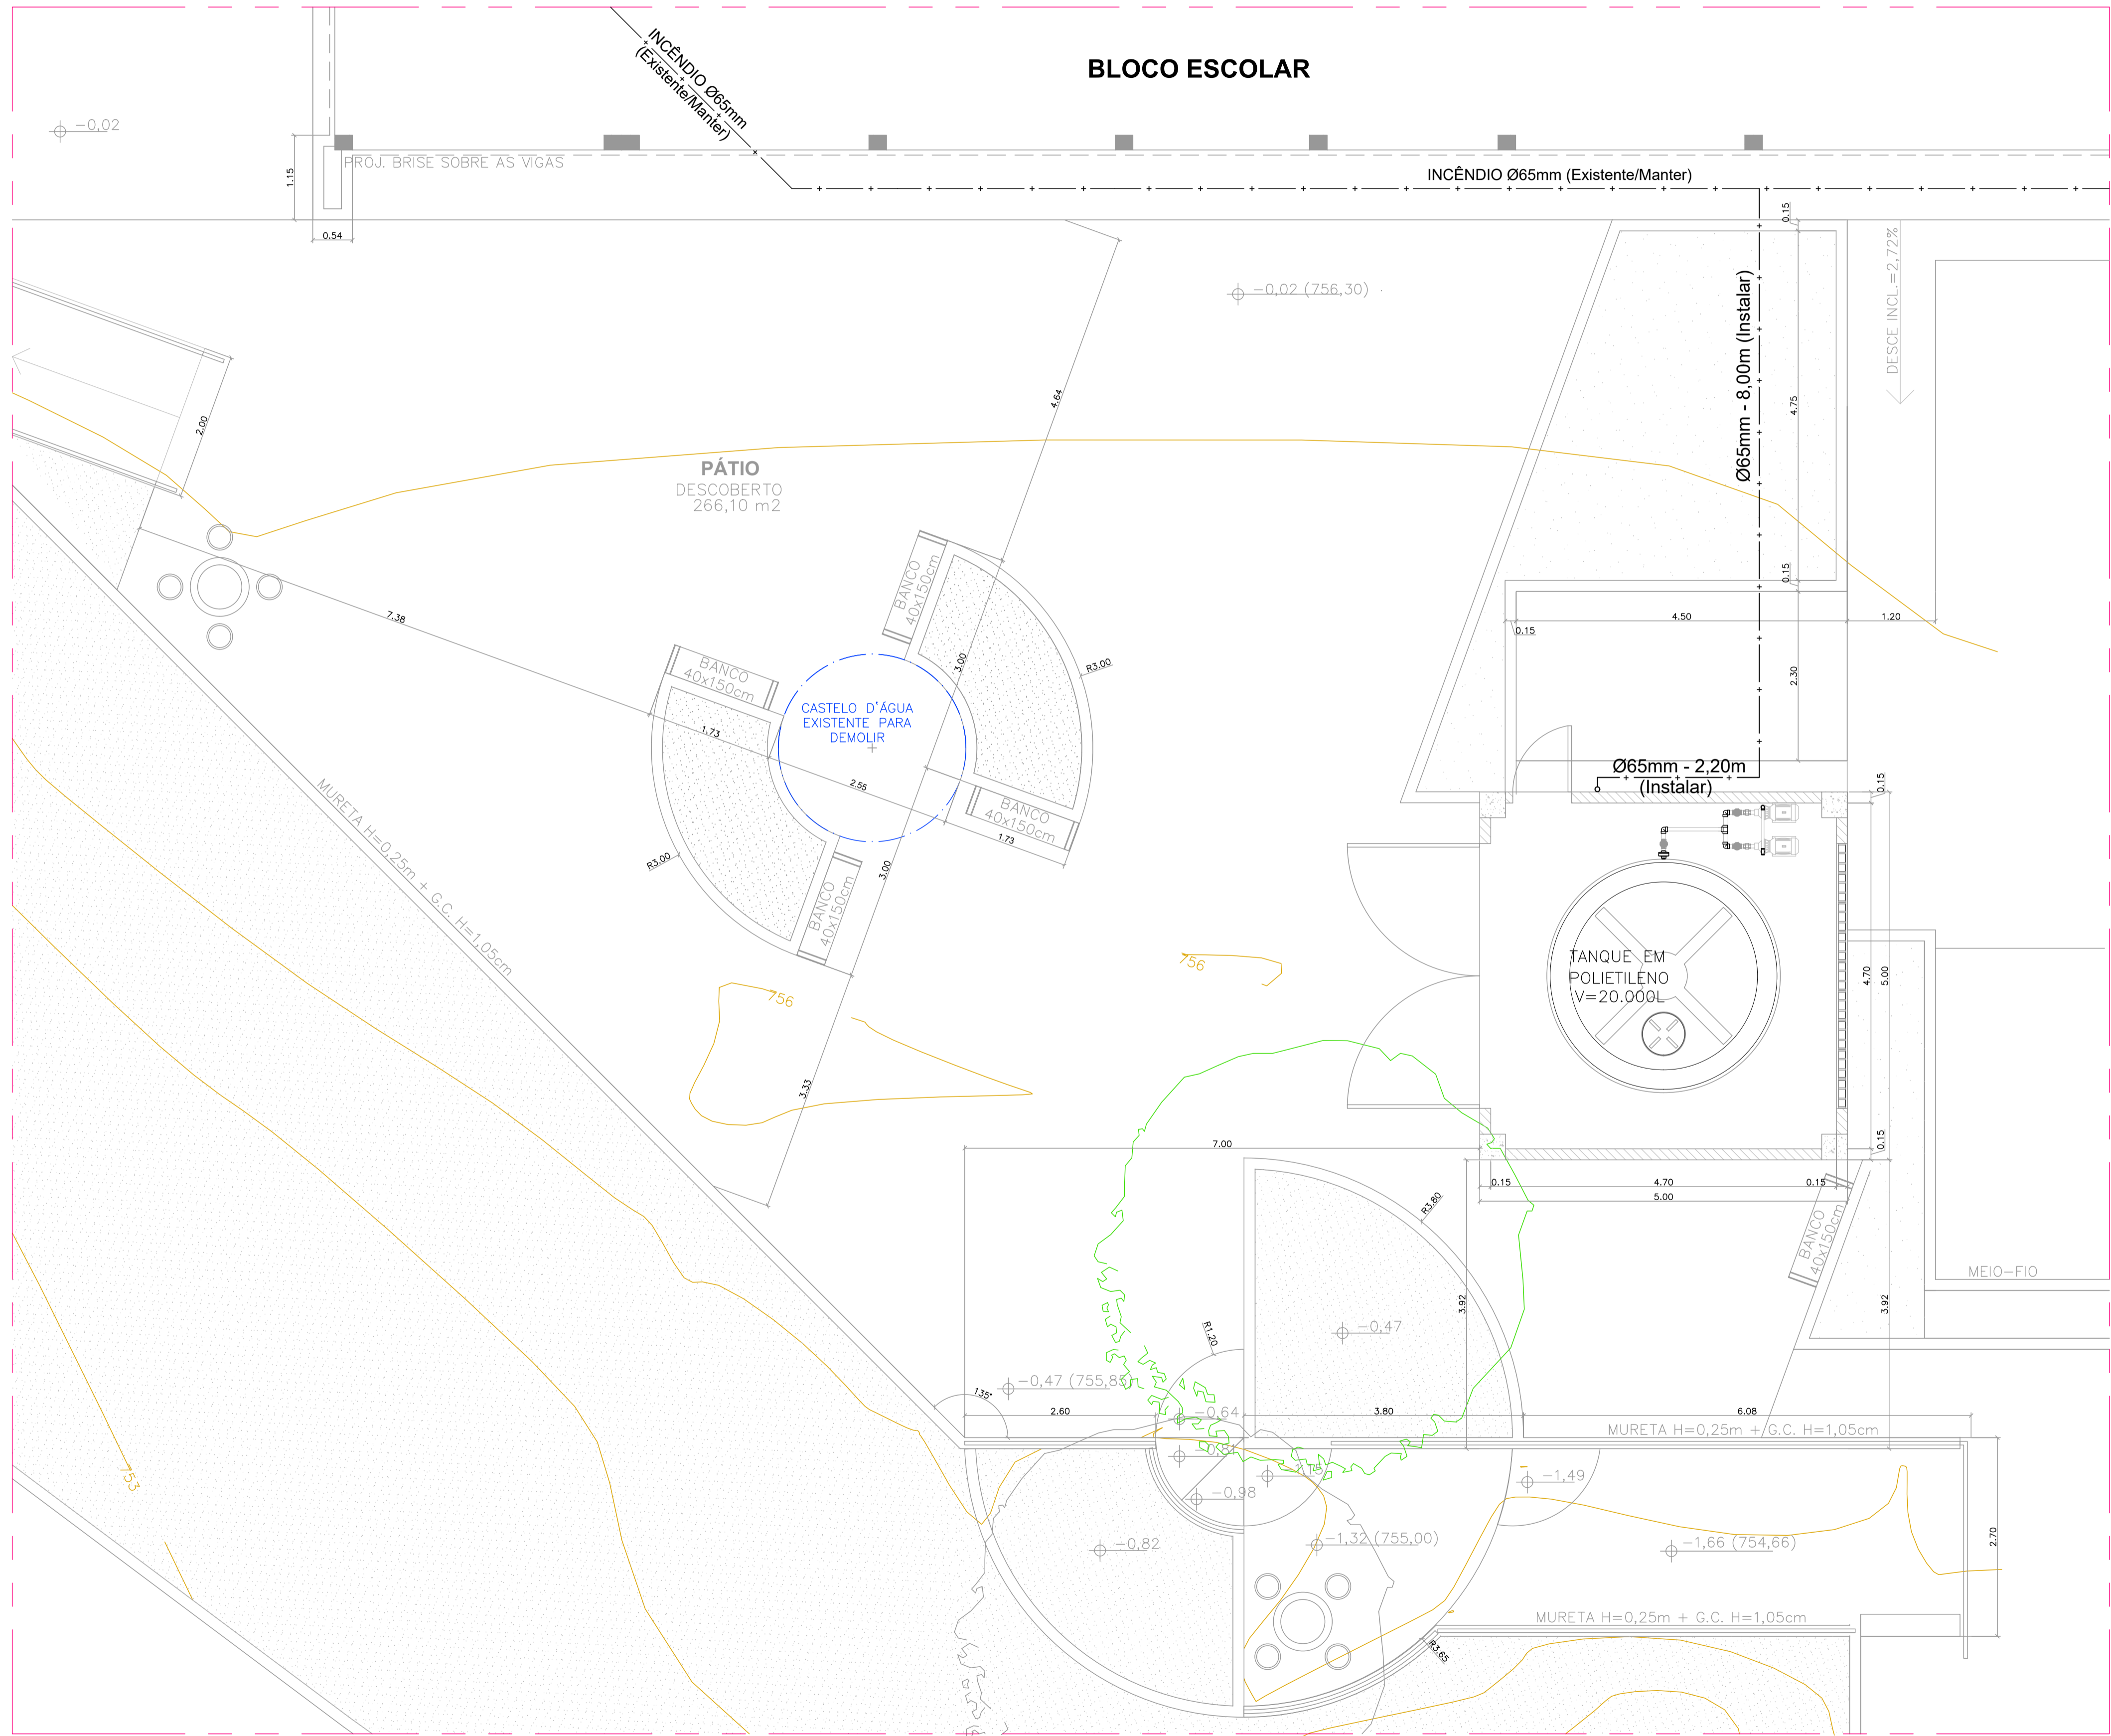 BLOCO ESCOLAR
INCÊNDIO Ø65mm
(Existente/Manter)
−0,02
PROJ. BRISE SOBRE AS VIGAS
1.15
0.54
INCÊNDIO Ø65mm (Existente/Manter)
0.15
DESCE INCL.=2,72%
−0,02 (756,30)
Ø65mm - 8,00m (Instalar)
4.64
4.75
2.00
PÁTIO
DESCOBERTO
266,10 m2
0.15
7.38
BANCO
40x150cm
3.00
R3.00
0.15
4.50
1.20
2.30
BANCO
40x150cm
CASTELO D'ÁGUA
EXISTENTE PARA
DEMOLIR
1.73
2.55
BANCO
40x150cm
1.73
R3.00
3.00
BANCO
40x150cm
Ø65mm - 2,20m
(Instalar)
0.15
MURETA H=0,25m + G.C. H=1,05cm
756
756
TANQUE EM
POLIETILENO
V=20.000L
4.70
5.00
3.33
0.15
7.00
0.15
4.70
0.15
5.00
R3.80
BANCO
40x150cm
MEIO−FIO
3.92
3.92
−0,47
R1.20
−0,47 (755,85)
135°
2.60
−0,64
3.80
6.08
MURETA H=0,25m + G.C. H=1,05cm
753
−0,98
−1,49
−0,82
−1,32 (755,00)
−1,66 (754,66)
2.70
MURETA H=0,25m + G.C. H=1,05cm
R3.65